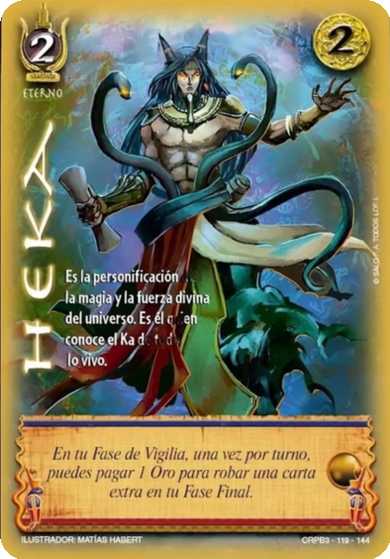 2
2
ETERNO
HEKA
Es la personificación
la magia y la fuerza divina
del universo. Es él
conoce el Ka
lo vivo.
En tu Fase de Vigilia, una vez por turno,
puedes pagar 1 Oro para robar una carta
extra en tu Fase Final.
ILUSTRADOR: MATÍAS HABERT
CRPB3 - 119 - 144